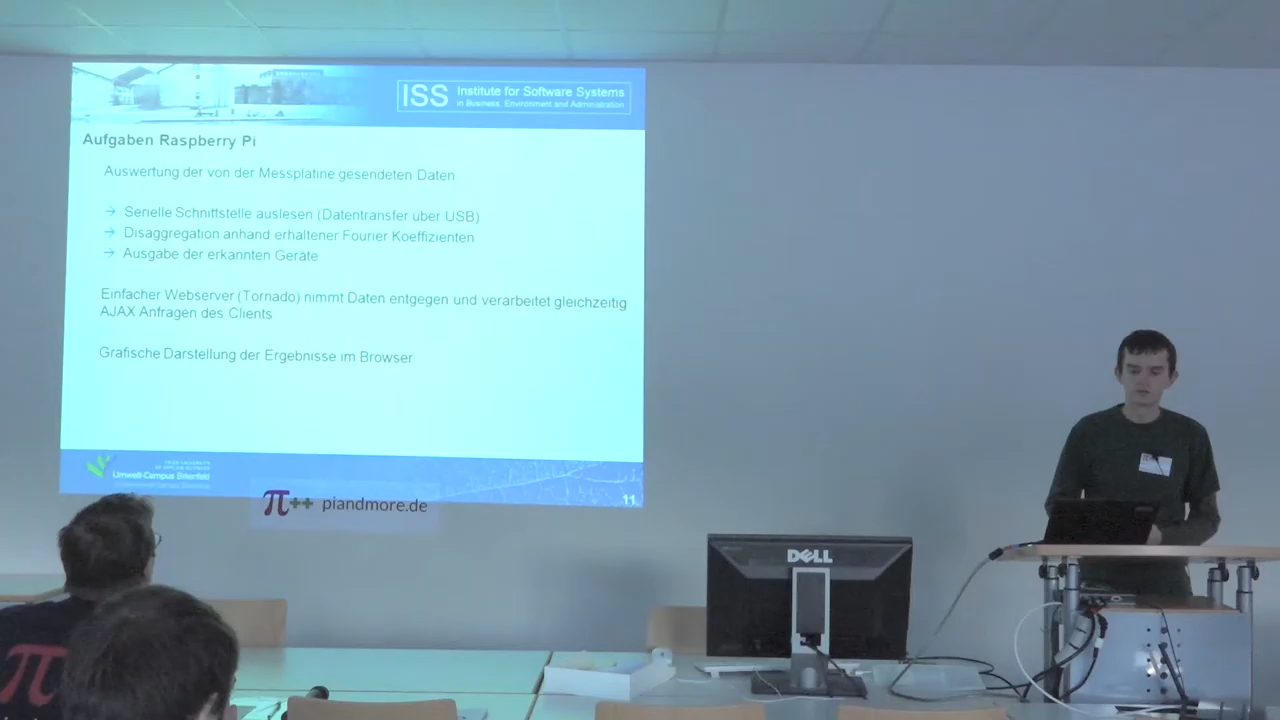 ISS Institute for Software Systems
in Business, Environment and Administration
Aufgaben Raspberry Pi
Auswertung der von der Messplatine gesendeten Daten
→ Serielle Schnittstelle auslesen (Datentransfer über USB)
→ Disaggregation anhand erhaltener Fourier Koeffizienten
→ Ausgabe der erkannten Geräte
Einfacher Webserver (Tornado) nimmt Daten entgegen und verarbeitet gleichzeitig
AJAX Anfragen des Clients
Grafische Darstellung der Ergebnisse im Browser
Umwelt-Campus Birkenfeld
11
π++ piandmore.de
DELL
π